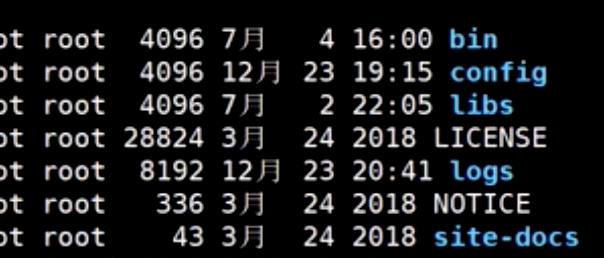 ot root 4096 7月 4 16:00 bin
ot root 4096 12月 23 19:15 config
ot root 4096 7月 2 22:05 libs
ot root 28824 3月 24 2018 LICENSE
ot root 8192 12月 23 20:41 logs
ot root 336 3月 24 2018 NOTICE
ot root 43 3月 24 2018 site-docs